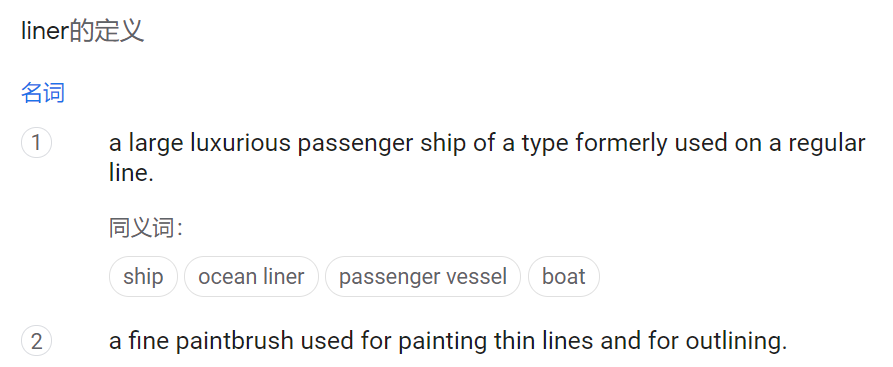 liner的定义
名词
1 a large luxurious passenger ship of a type formerly used on a regular
line.
同义词：
ship ocean liner passenger vessel boat
2 a fine paintbrush used for painting thin lines and for outlining.